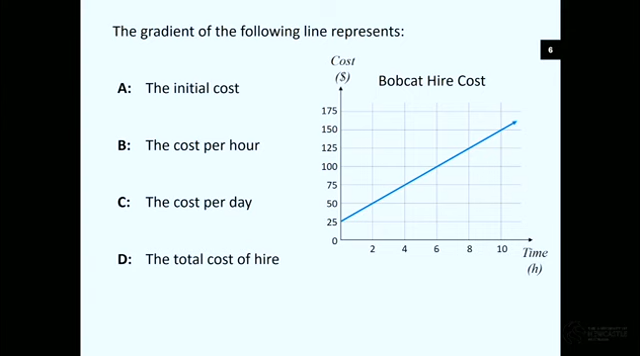 The gradient of the following line represents:
6
A: The initial cost
B: The cost per hour
C: The cost per day
D: The total cost of hire
Cost
($)
Bobcat Hire Cost
175
150
125
100
75
50
25
0
2 4 6 8 10
Time
(h)